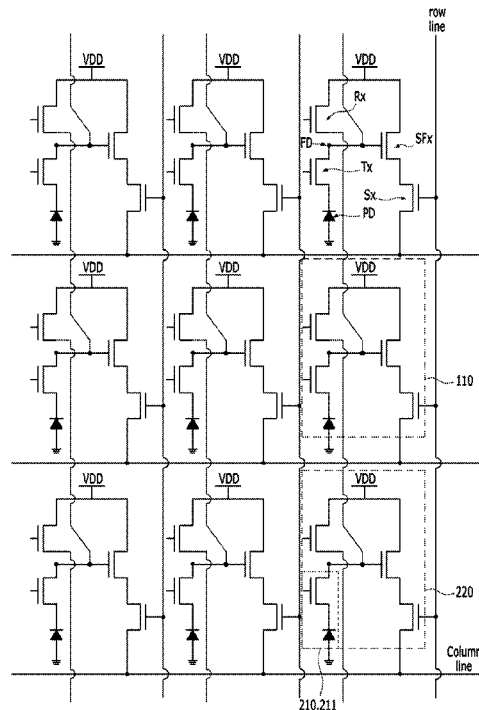 row
line
VDD VDD VDD
Rx
FD SFx
Tx
Sx
PD
VDD VDD VDD
110
VDD VDD VDD
220
Column
line
210,211